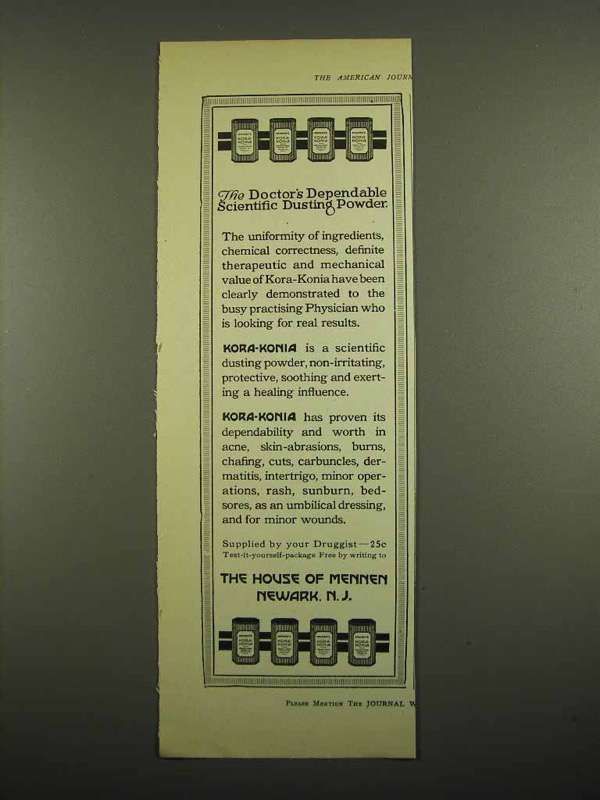 THE AMERICAN JOURN
The Doctor's Dependable
Scientific Dusting Powder.
The uniformity of ingredients,
chemical correctness, definite
therapeutic and mechanical
value of Kora-Konia have been
clearly demonstrated to the
busy practising Physician who
is looking for real results.
KORA-KONIA is a scientific
dusting powder, non-irritating,
protective, soothing and exert-
ing a healing influence.
KORA-KONIA has proven its
dependability and worth in
acne, skin-abrasions, burns,
chafing, cuts, carbuncles, der-
matitis, intertrigo, minor oper-
ations, rash, sunburn, bed-
sores, as an umbilical dressing,
and for minor wounds.
Supplied by your Druggist—25c
Test-it-yourself-package Free by writing to
THE HOUSE OF MENNEN
NEWARK, N. J.
PLEASE MENTION THE JOURNAL W